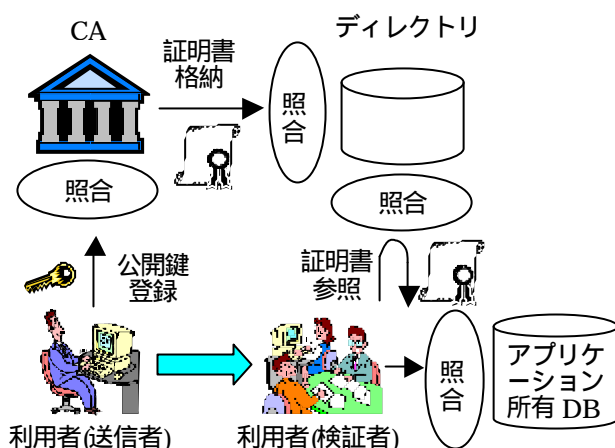 CA
ディレクトリ
証明書
格納
照
合
照合
照合
公開鍵
登録
証明書
参照
照
合
アプリケ
ーション
所有 DB
利用者(送信者)
利用者(検証者)